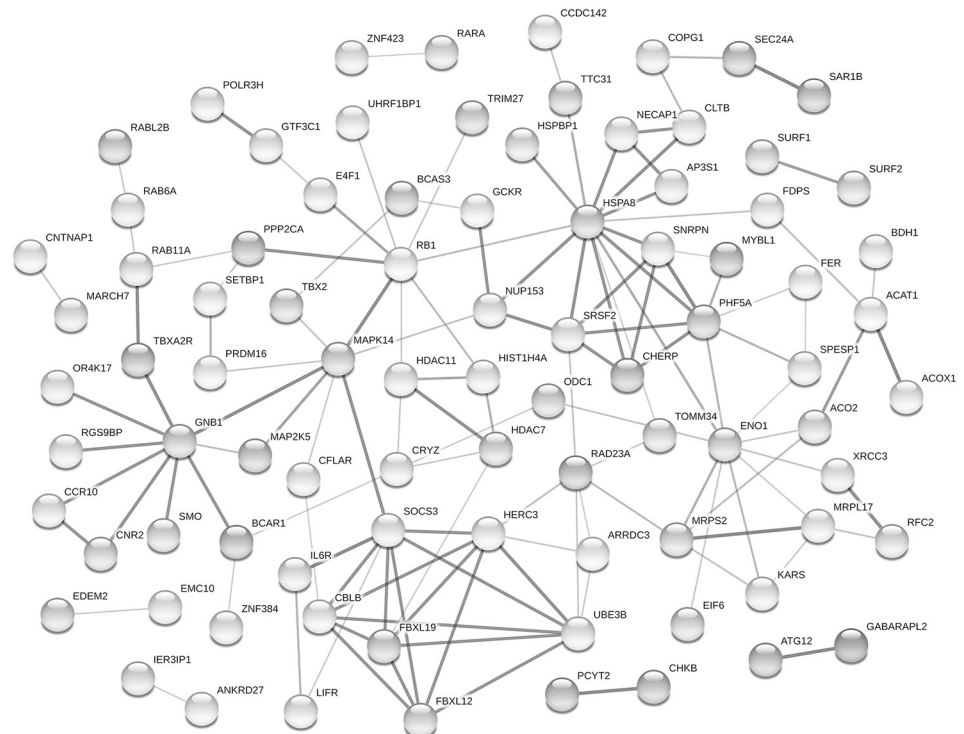 CCDC142
ZNF423
RARA
COPG1
SEC24A
SAR1B
POLR3H
UHRF1BP1
TRIM27
TTC31
NECAP1
CLTB
RABL2B
GTF3C1
HSPBP1
SURF1
SURF2
E4F1
BCAS3
AP3S1
RAB6A
GCKR
HSPA8
FDPS
CNTNAP1
PPP2CA
RB1
SNRPN
MYBL1
BDH1
RAB11A
SETBP1
TBX2
NUP153
PHF5A
FER
ACAT1
MARCH7
SRSF2
TBXA2R
PRDM16
MAPK14
HDAC11
HIST1H4A
CHERP
SPESP1
ACOX1
OR4K17
ODC1
TOMM34
ENO1
ACO2
RGS9BP
GNB1
MAP2K5
CFLAR
CRYZ
HDAC7
RAD23A
XRCC3
CCR10
CNR2
SMO
BCAR1
SOCS3
HERC3
ARRDC3
MRPS2
MRPL17
RFC2
IL6R
KARS
EDEM2
EMC10
ZNF384
CBLB
FBXL19
UBE3B
EIF6
ATG12
GABARAPL2
IER3IP1
ANKRD27
LIFR
FBXL12
PCYT2
CHKB